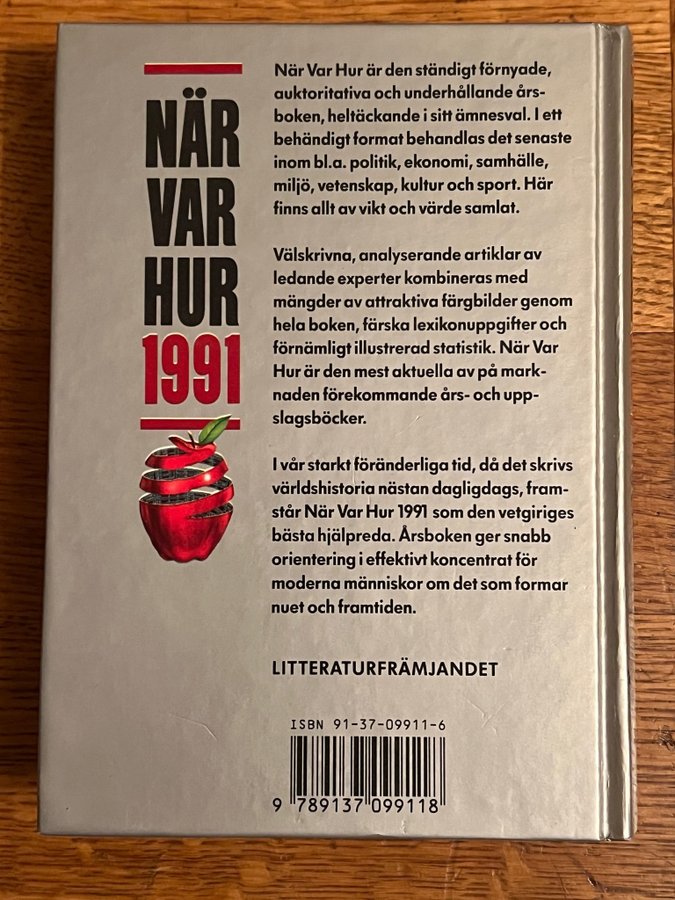 NÄR
VAR
HUR
1991
När Var Hur är den ständigt förnyade,
auktoritativa och underhållande års-
boken, heltäckande i sitt ämnesval. I ett
behändigt format behandlas det senaste
inom bl.a. politik, ekonomi, samhälle,
miljö, vetenskap, kultur och sport. Här
finns allt av vikt och värde samlat.
Välskrivna, analyserande artiklar av
ledande experter kombineras med
mängder av attraktiva färgbilder genom
hela boken, färska lexikonuppgifter och
förnämligt illustrerad statistik. När Var
Hur är den mest aktuella av på mark-
naden förekommande års- och upp-
slagsböcker.
I vår starkt föränderliga tid, då det skrivs
världshistoria nästan dagligdags, fram-
står När Var Hur 1991 som den vetgiriges
bästa hjälpreda. Årsboken ger snabb
orientering i effektivt koncentrat för
moderna människor om det som formar
nuet och framtiden.
LITTERATURFRÄMJANDET
ISBN 91-37-09911-6
9 789137 099118